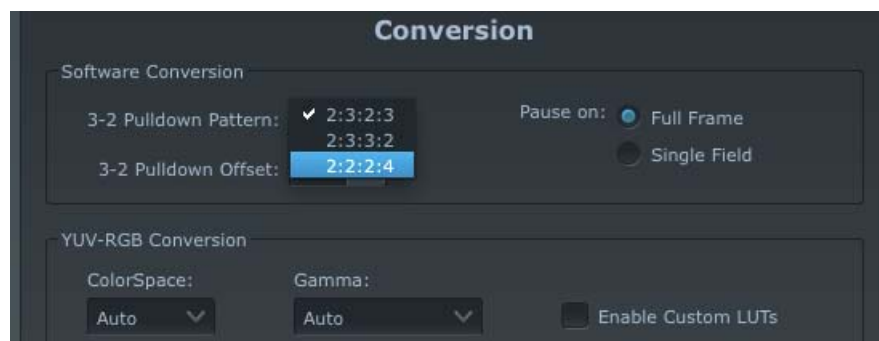 Conversion
Software Conversion
3-2 Pulldown Pattern:
2:3:2:3
2:3:3:2
2:2:2:4
Pause on:
Full Frame
Single Field
3-2 Pulldown Offset:
YUV-RGB Conversion
ColorSpace:
Auto
Gamma:
Auto
Enable Custom LUTs